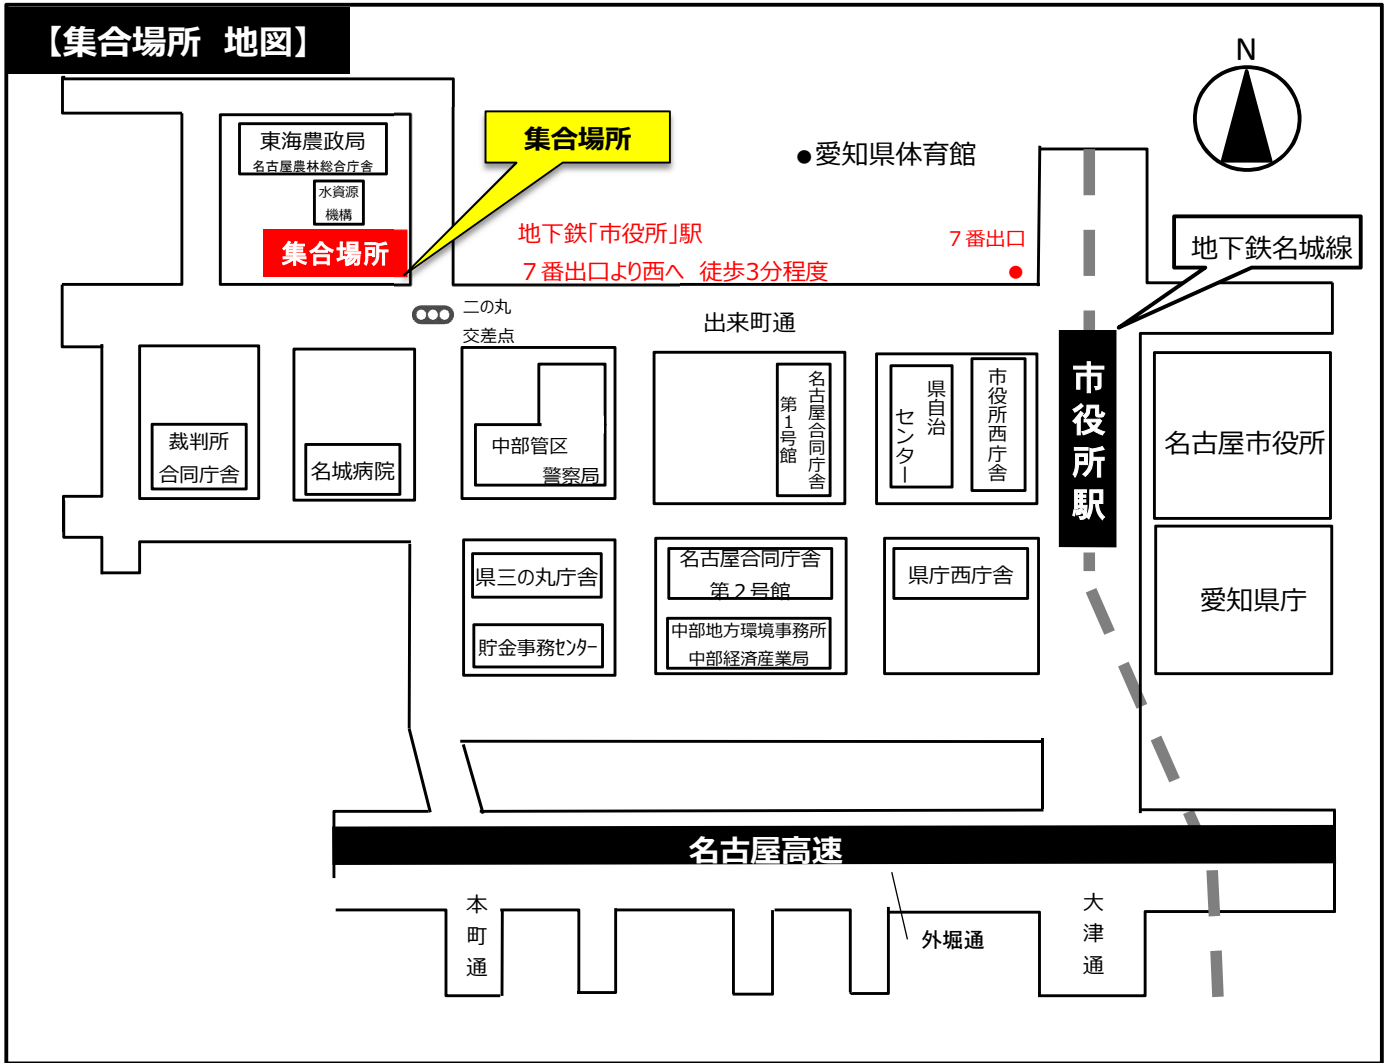 【集合場所 地図】
N
東海農政局
名古屋農林総合庁舎
水資源
機構
集合場所
集合場所
●愛知県体育館
地下鉄「市役所」駅
７番出口より西へ 徒歩3分程度
７番出口
地下鉄名城線
二の丸
交差点
出来町通
裁判所
合同庁舎
名城病院
中部管区
警察局
名古屋合同庁舎
第１号館
県自治
センター
市役所西庁舎
市役所駅
名古屋市役所
県三の丸庁舎
貯金事務センター
名古屋合同庁舎
第２号館
中部地方環境事務所
中部経済産業局
県庁西庁舎
愛知県庁
名古屋高速
本町通
外堀通
大津通